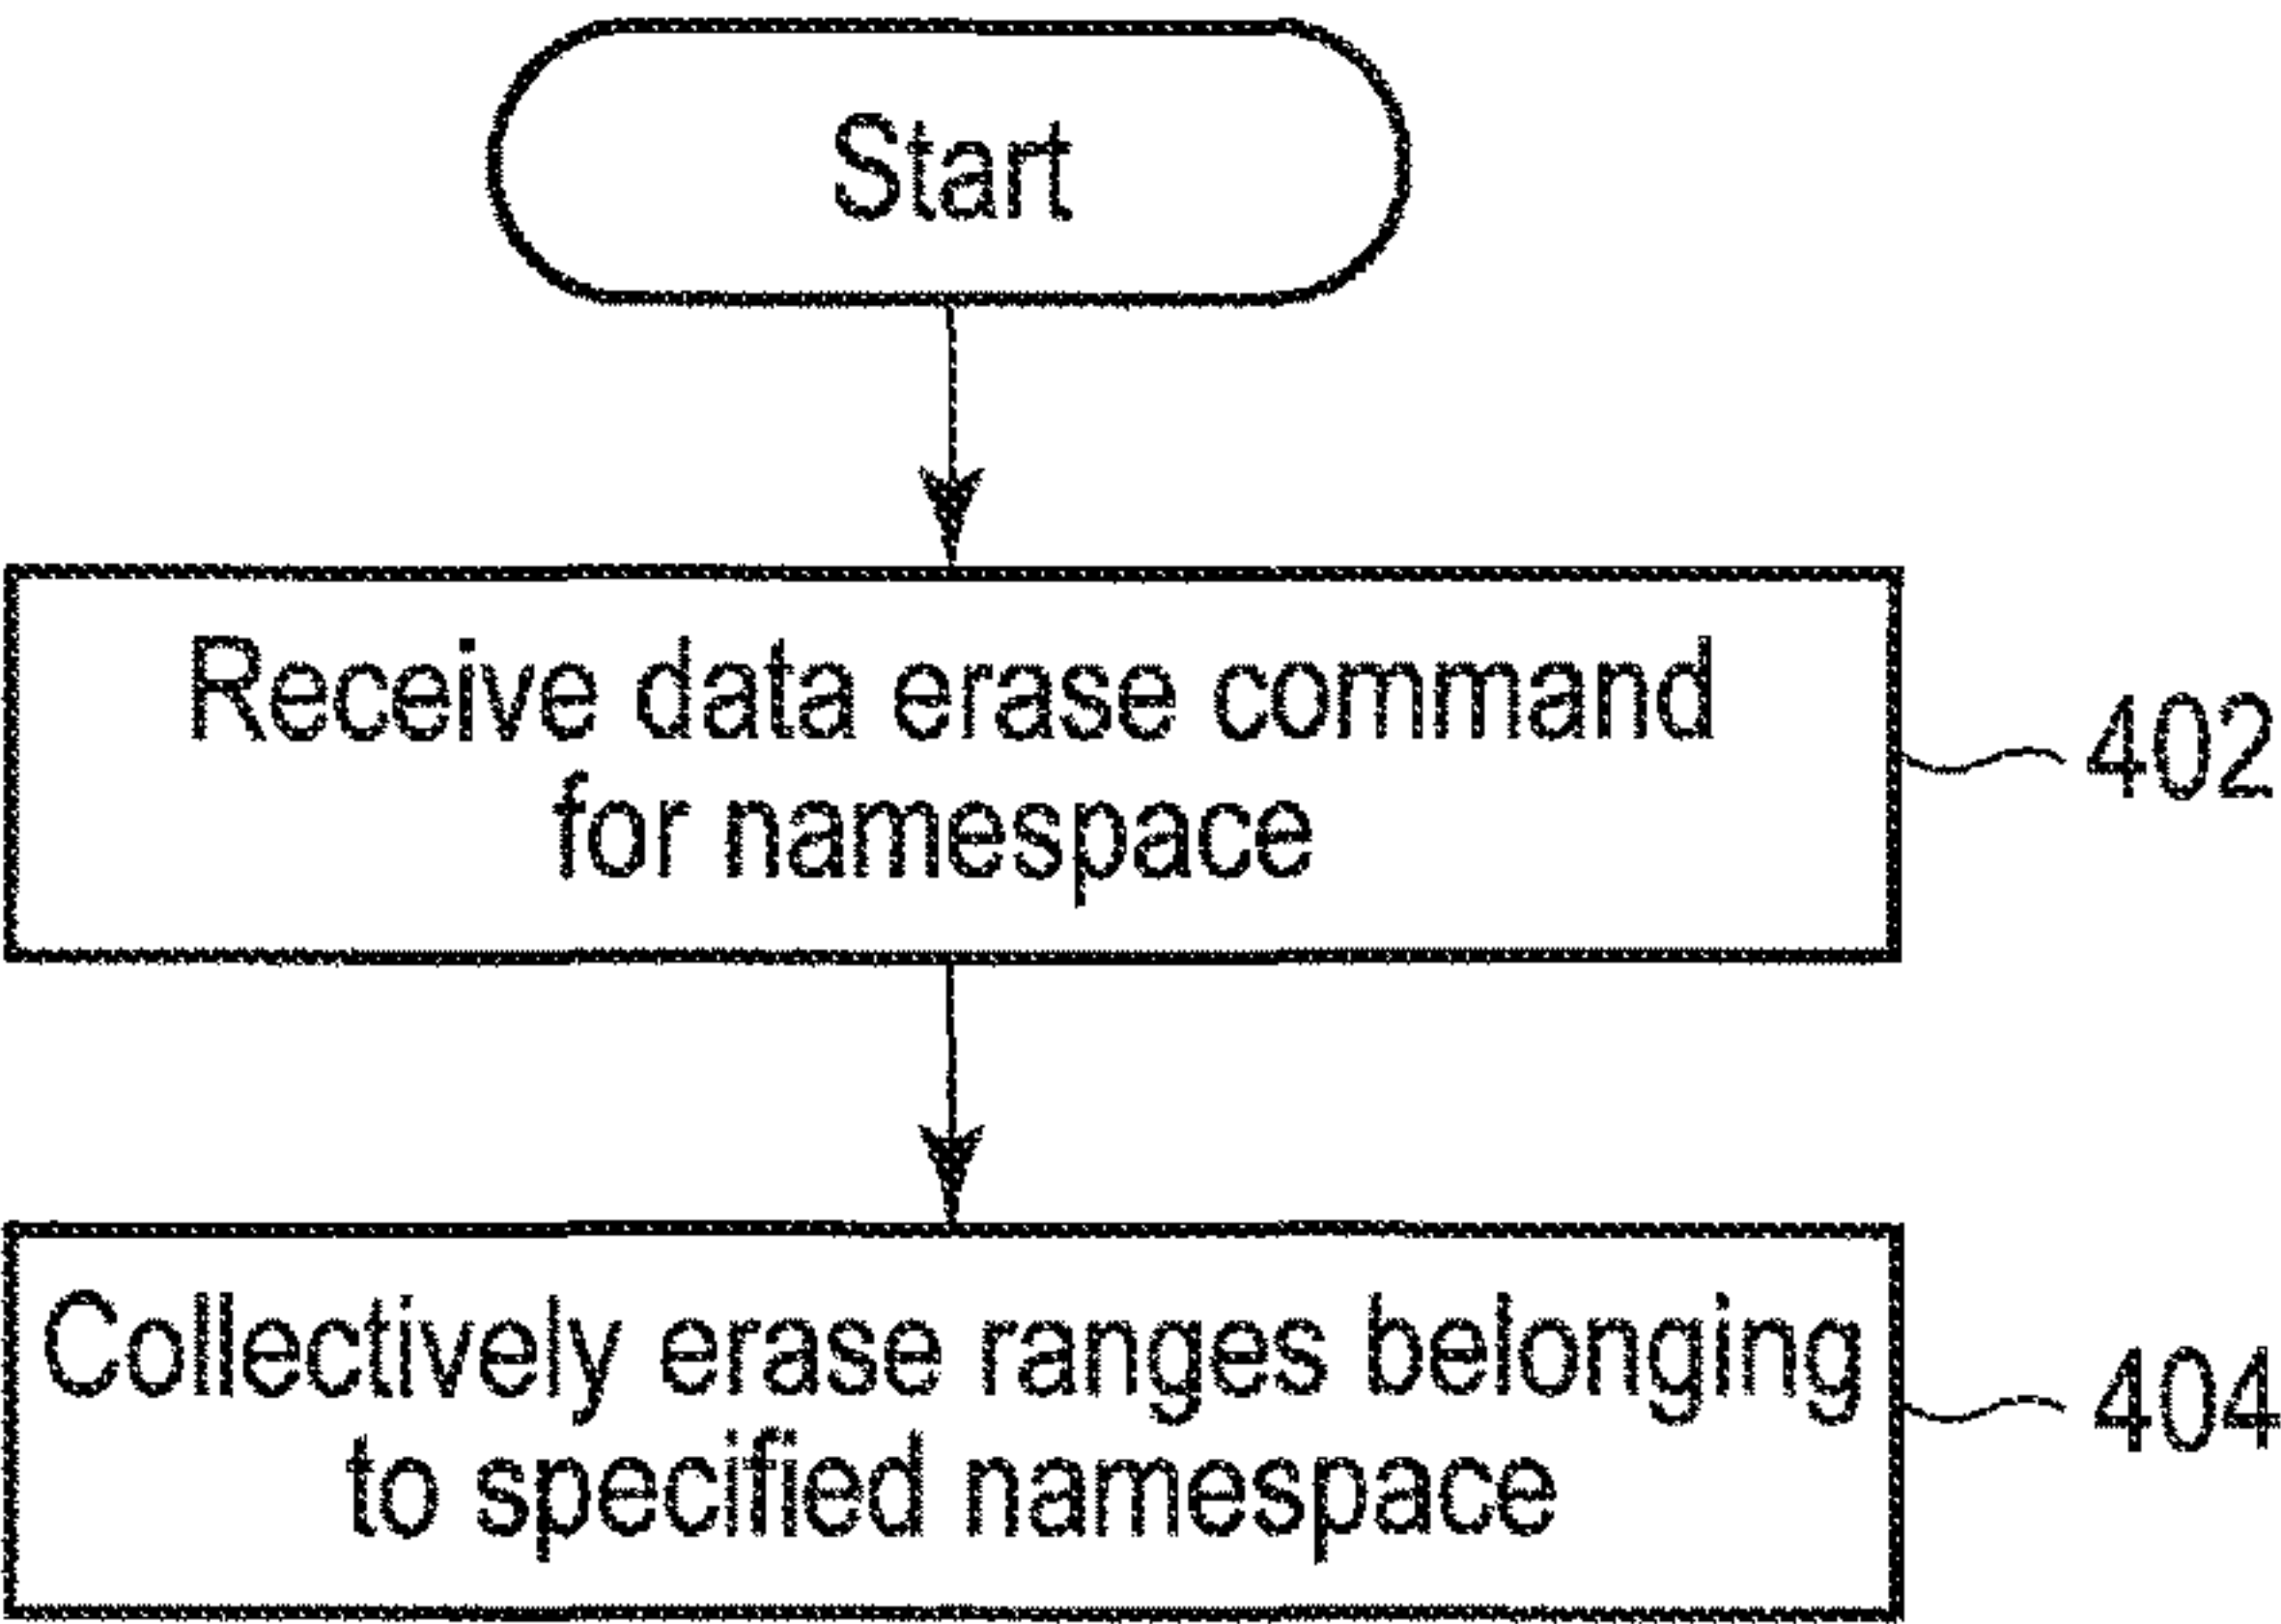 Start
Receive data erase command
for namespace
402
Collectively erase ranges belonging
to specified namespace
404